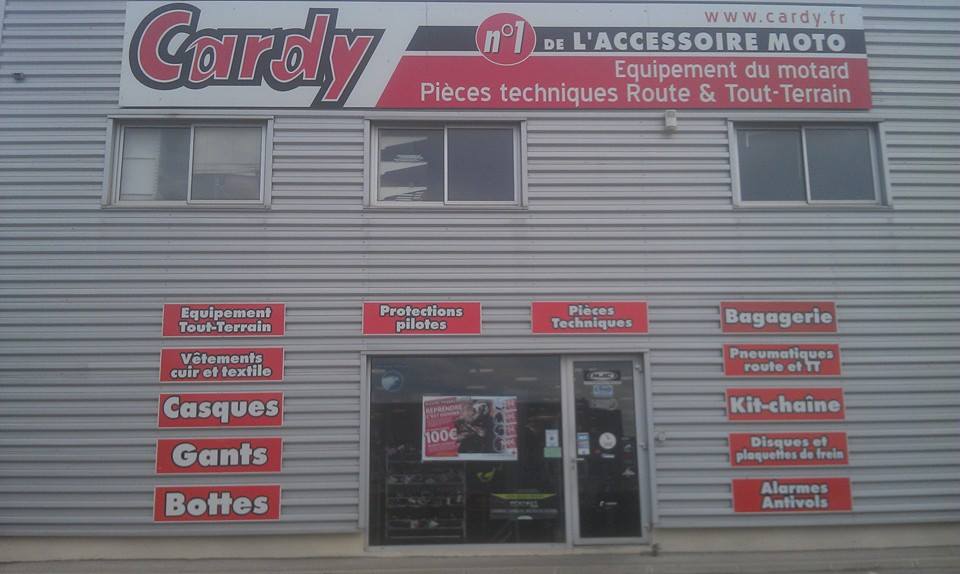 Cardy
www.cardy.fr
n°1 DE L'ACCESSOIRE MOTO
Equipement du motard
Pièces techniques Route & Tout-Terrain
Equipement
Tout-Terrain
Protections
pilotes
Pièces
Techniques
Bagagerie
Vêtements
cuir et textile
Pneumatiques
route et TT
Casques
Kit-chaîne
Gants
Disques et
plaquettes de frein
Bottes
Alarmes
Antivols
REPRENDRE
100€